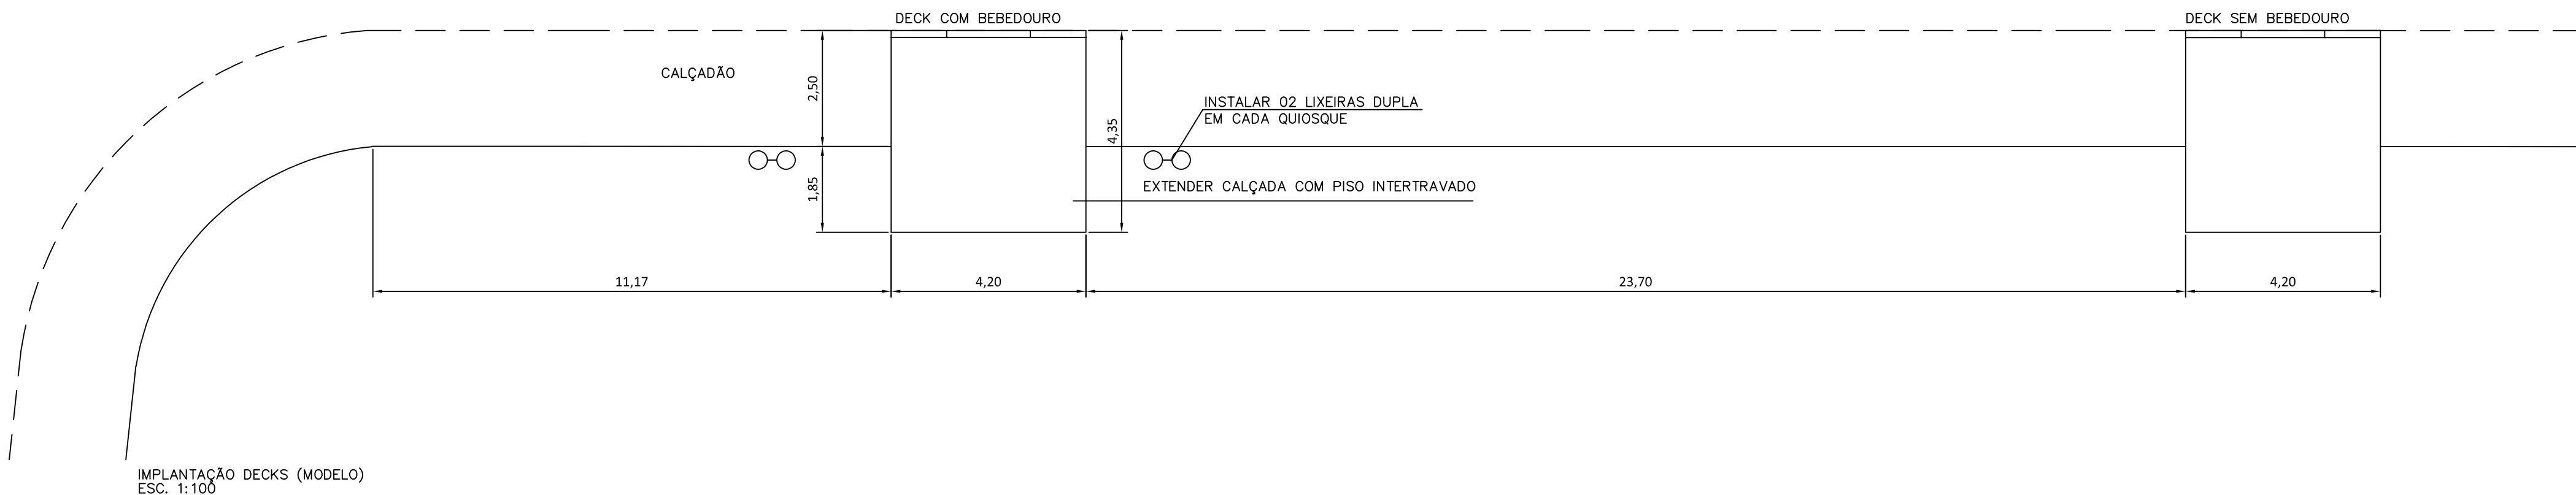 DECK COM BEBEDOURO
DECK SEM BEBEDOURO
CALÇADÃO
2,50
INSTALAR 02 LIXEIRAS DUPLA
EM CADA QUIOSQUE
4,35
1,85
EXTENDER CALÇADA COM PISO INTERTRAVADO
11,17
4,20
23,70
4,20
IMPLANTAÇÃO DECKS (MODELO)
ESC. 1:100